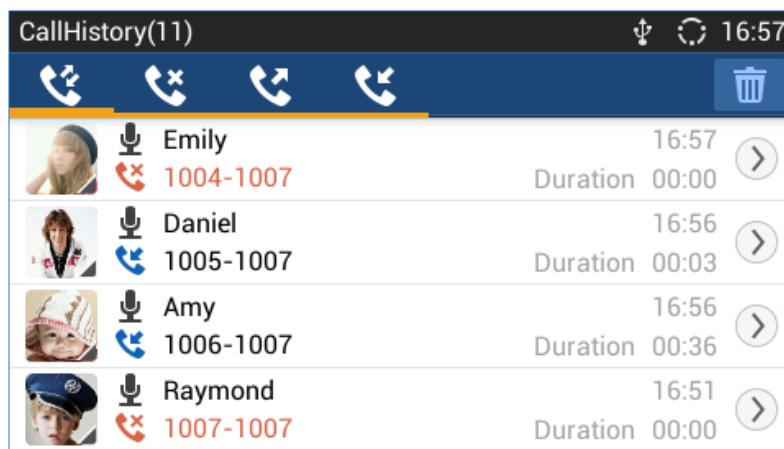 CallHistory(11) 16:57
Emily 16:57
1004-1007 Duration 00:00
Daniel 16:56
1005-1007 Duration 00:03
Amy 16:56
1006-1007 Duration 00:36
Raymond 16:51
1007-1007 Duration 00:00